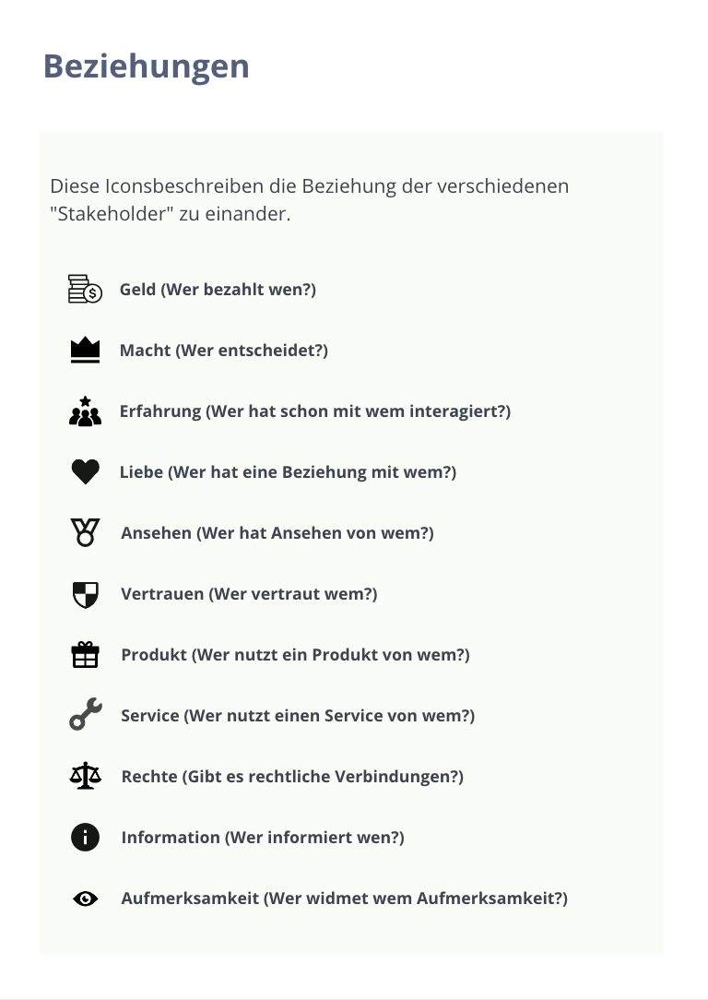 Beziehungen
Diese Iconsbeschreiben die Beziehung der verschiedenen
"Stakeholder" zu einander.
Geld (Wer bezahlt wen?)
Macht (Wer entscheidet?)
Erfahrung (Wer hat schon mit wem interagiert?)
Liebe (Wer hat eine Beziehung mit wem?)
Ansehen (Wer hat Ansehen von wem?)
Vertrauen (Wer vertraut wem?)
Produkt (Wer nutzt ein Produkt von wem?)
Service (Wer nutzt einen Service von wem?)
Rechte (Gibt es rechtliche Verbindungen?)
Information (Wer informiert wen?)
Aufmerksamkeit (Wer widmet wem Aufmerksamkeit?)